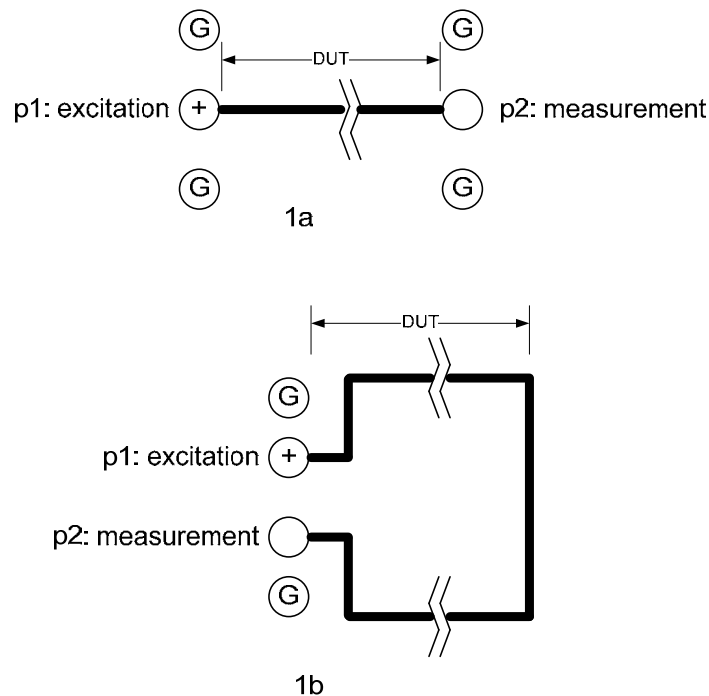 G G
DUT
p1: excitation + p2: measurement
G G
1a
DUT
G
p1: excitation +
p2: measurement
G
1b